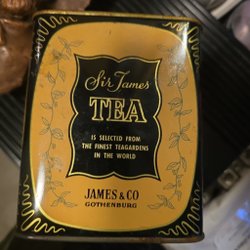 Sir James
TEA
IS SELECTED FROM
THE FINEST TEAGARDENS
IN THE WORLD
JAMES & CO
GOTHENBURG